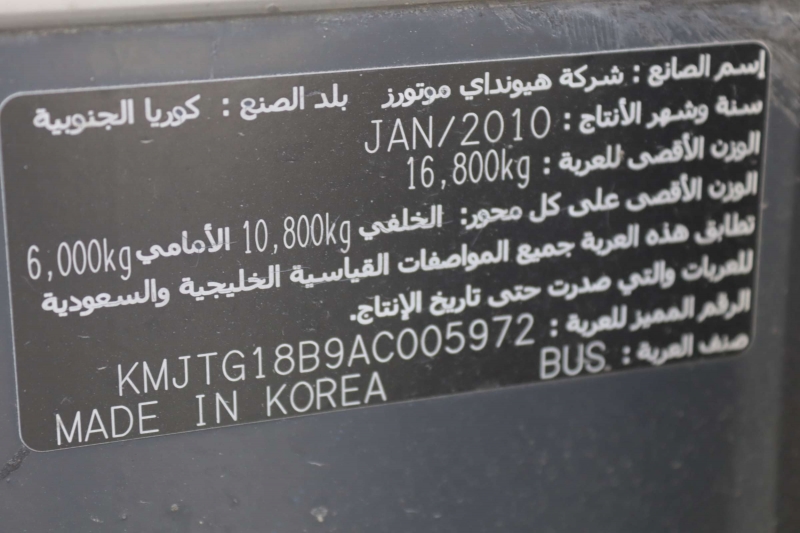 إسم الصانع : شركة هيونداي موتورز بلد الصنع : كوريا الجنوبية
سنة وشهر الأنتاج : JAN/2010
الوزن الأقصى للعربة : 16,800kg
الوزن الأقصى على كل محور: الخلفي 10,800kg الأمامي 6,000kg
تطابق هذه العربة جميع المواصفات القياسية الخليجية والسعودية
للعربات والتي صدرت حتى تاريخ الإنتاج.
الرقم المميز للعربة : KMJTG18B9AC005972
صنف العربة : BUS.
MADE IN KOREA